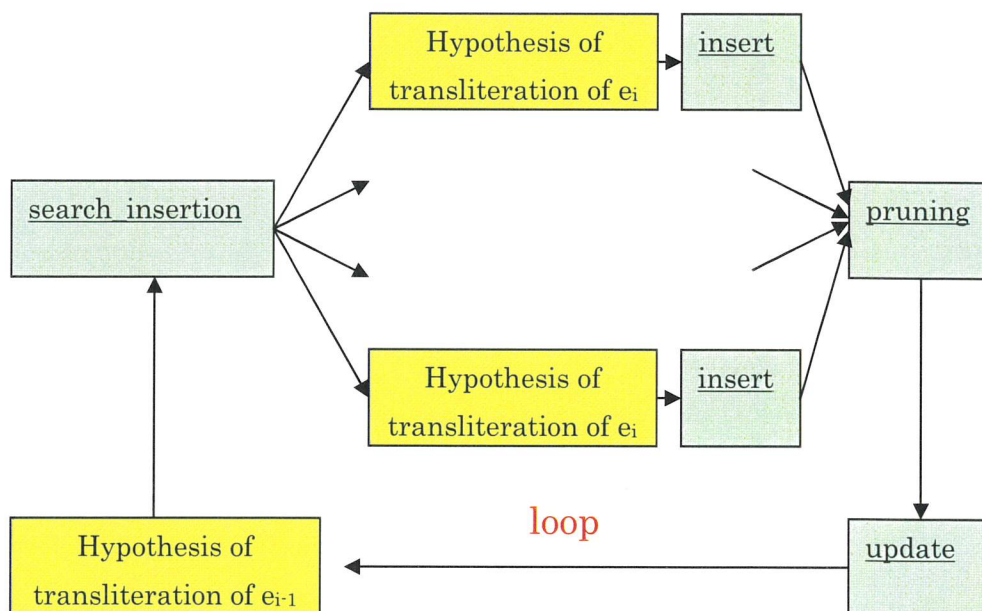 Hypothesis of
transliteration of eᵢ
insert
search_insertion
pruning
Hypothesis of
transliteration of eᵢ
insert
loop
Hypothesis of
transliteration of eᵢ₋₁
update